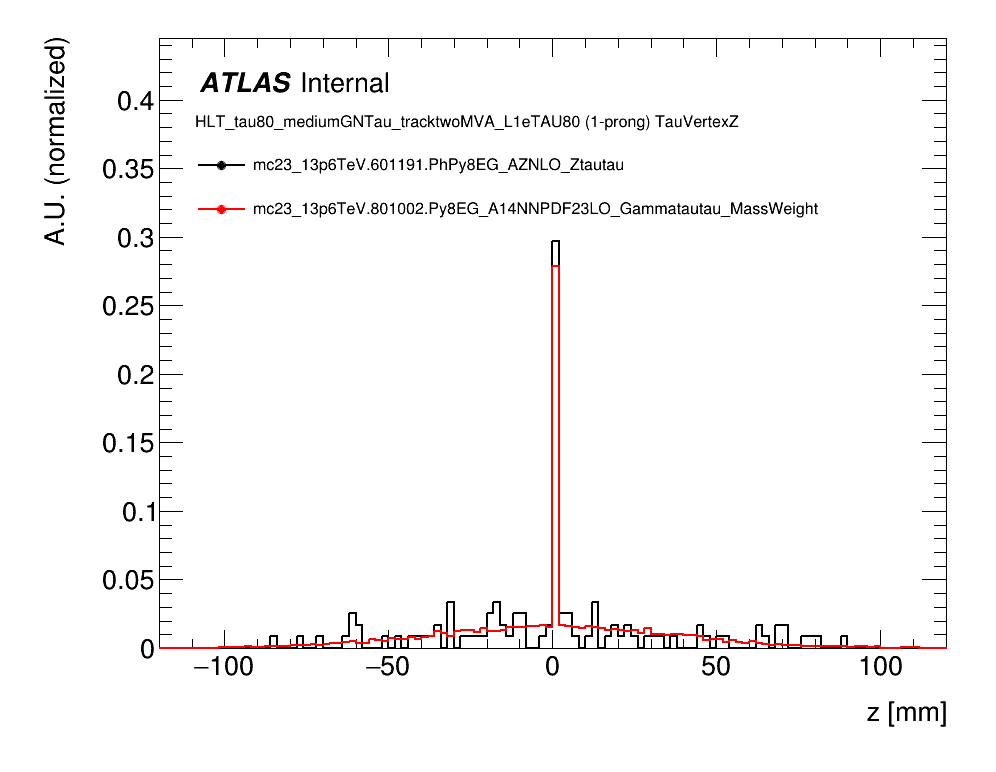 A.U. (normalized)
ATLAS Internal
HLT_tau80_mediumGNTau_tracktwoMVA_L1eTAU80 (1-prong) TauVertexZ
mc23_13p6TeV.601191.PhPy8EG_AZNLO_Ztautau
mc23_13p6TeV.801002.Py8EG_A14NNPDF23LO_Gammatautau_MassWeight
0.4
0.35
0.3
0.25
0.2
0.15
0.1
0.05
0
−100 −50 0 50 100
z [mm]